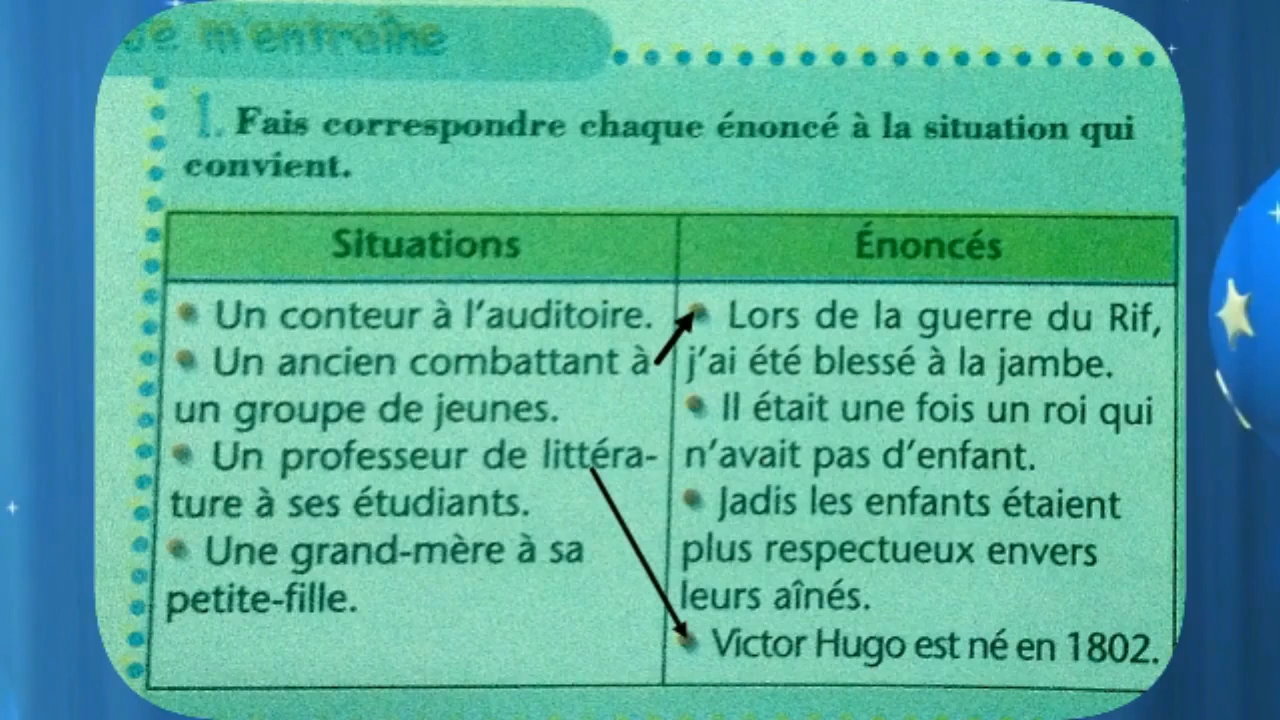 Je m'entraîne
1. Fais correspondre chaque énoncé à la situation qui
convient.
Situations
Énoncés
• Un conteur à l'auditoire.
• Un ancien combattant à
un groupe de jeunes.
• Un professeur de littéra-
ture à ses étudiants.
• Une grand-mère à sa
petite-fille.
• Lors de la guerre du Rif,
j'ai été blessé à la jambe.
• Il était une fois un roi qui
n'avait pas d'enfant.
• Jadis les enfants étaient
plus respectueux envers
leurs aînés.
• Victor Hugo est né en 1802.